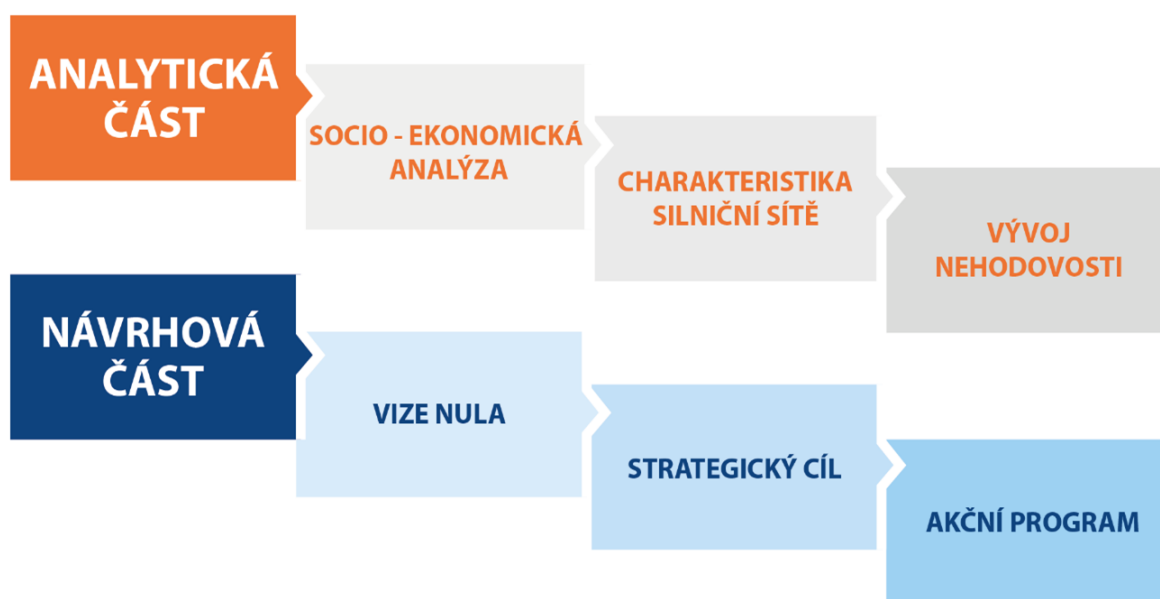 ANALYTICKÁ
ČÁST
SOCIO - EKONOMICKÁ
ANALÝZA
CHARAKTERISTIKA
SILNIČNÍ SÍTĚ
VÝVOJ
NEHODOVOSTI
NÁVRHOVÁ
ČÁST
VIZE NULA
STRATEGICKÝ CÍL
AKČNÍ PROGRAM